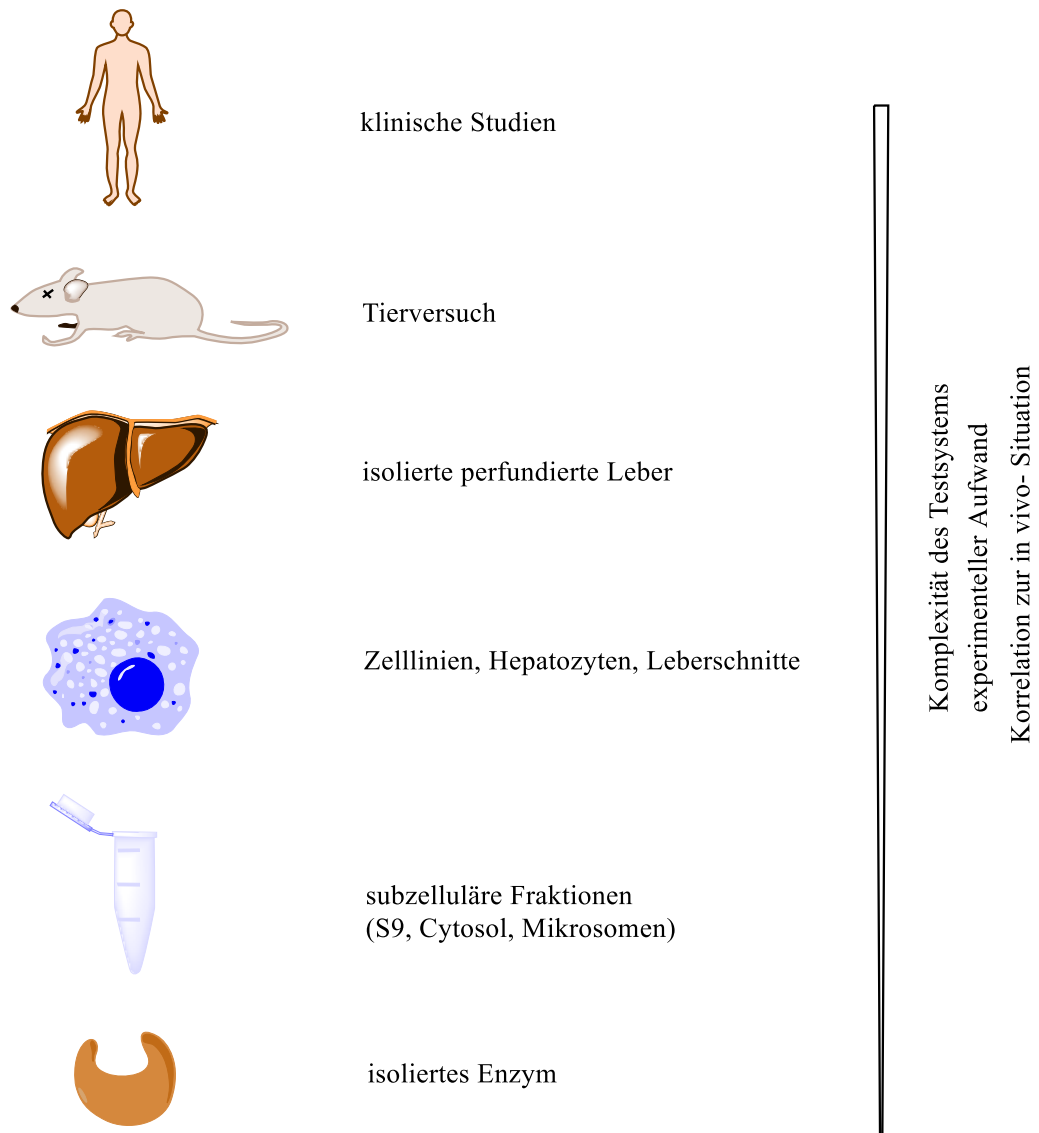 klinische Studien
Tierversuch
isolierte perfundierte Leber
Zelllinien, Hepatozyten, Leberschnitte
subzelluläre Fraktionen
(S9, Cytosol, Mikrosomen)
isoliertes Enzym
Komplexität des Testsystems
experimenteller Aufwand
Korrelation zur in vivo- Situation